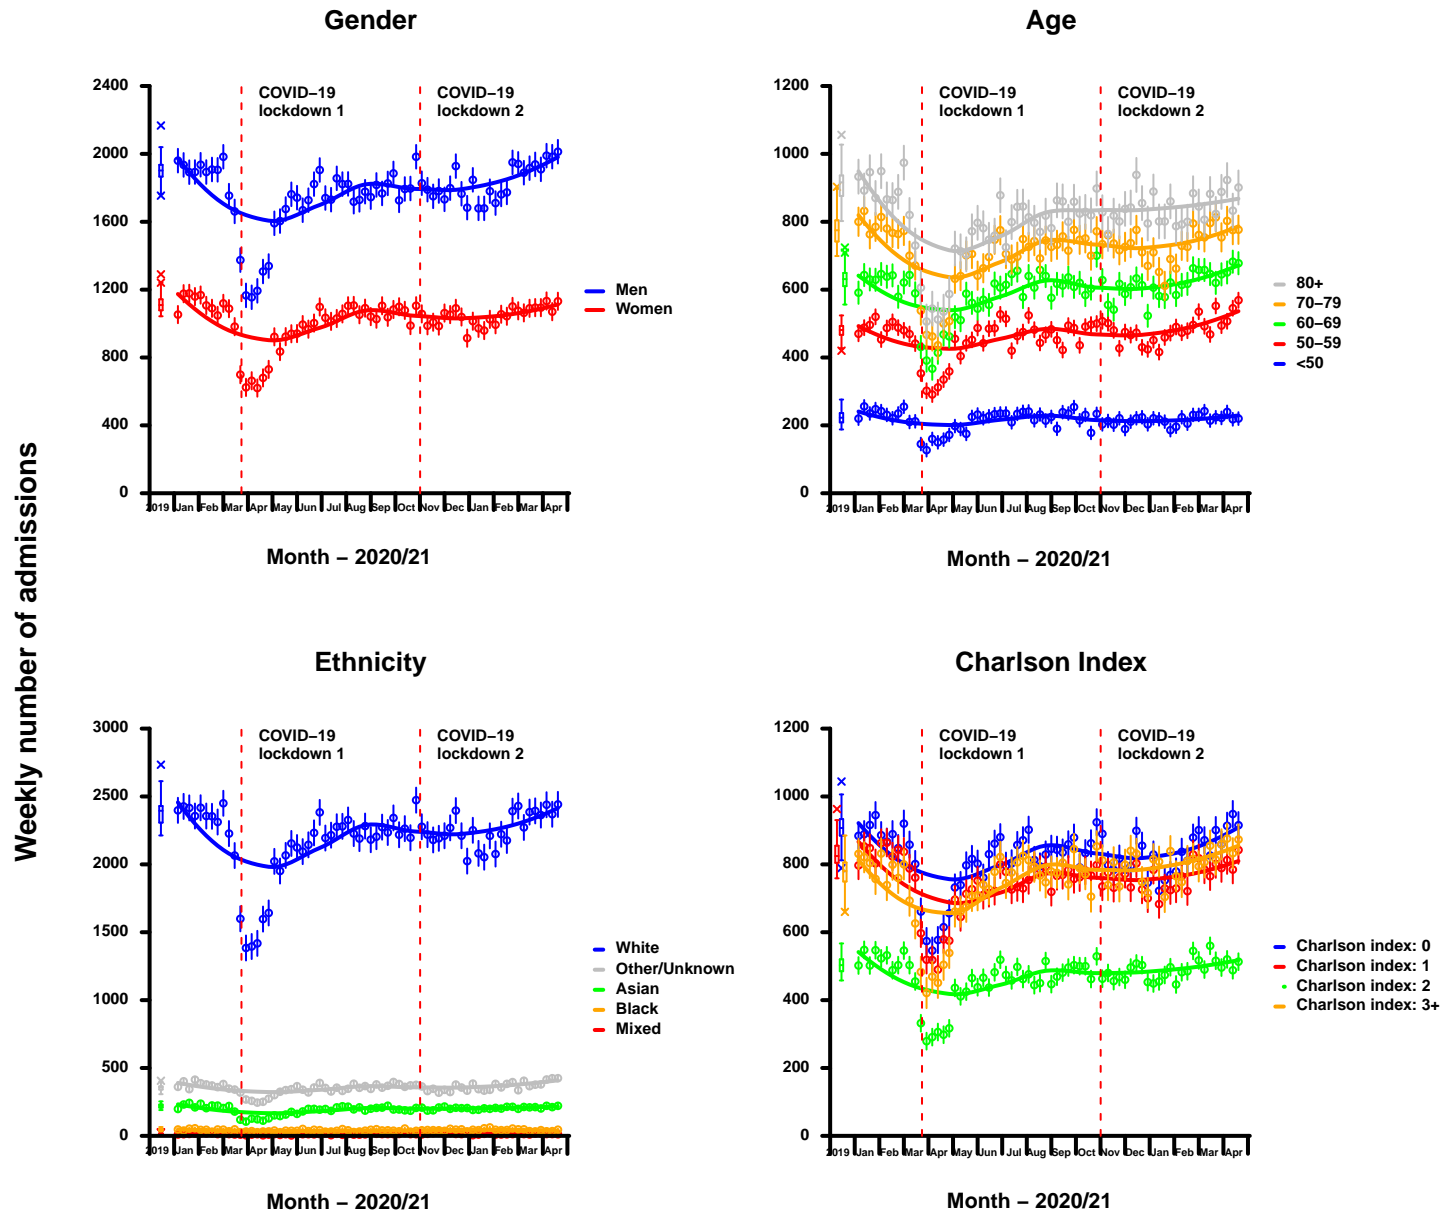 Weekly number of admissions
Gender
2400
2000
1600
1200
800
400
0
COVID–19
lockdown 1
COVID–19
lockdown 2
Men
Women
2019 Jan Feb Mar Apr May Jun Jul Aug Sep Oct Nov Dec Jan Feb Mar Apr
Month – 2020/21
Age
1200
1000
800
600
400
200
0
COVID–19
lockdown 1
COVID–19
lockdown 2
80+
70–79
60–69
50–59
<50
2019 Jan Feb Mar Apr May Jun Jul Aug Sep Oct Nov Dec Jan Feb Mar Apr
Month – 2020/21
Ethnicity
3000
2500
2000
1500
1000
500
0
COVID–19
lockdown 1
COVID–19
lockdown 2
White
Other/Unknown
Asian
Black
Mixed
2019 Jan Feb Mar Apr May Jun Jul Aug Sep Oct Nov Dec Jan Feb Mar Apr
Month – 2020/21
Charlson Index
1200
1000
800
600
400
200
0
COVID–19
lockdown 1
COVID–19
lockdown 2
Charlson index: 0
Charlson index: 1
Charlson index: 2
Charlson index: 3+
2019 Jan Feb Mar Apr May Jun Jul Aug Sep Oct Nov Dec Jan Feb Mar Apr
Month – 2020/21